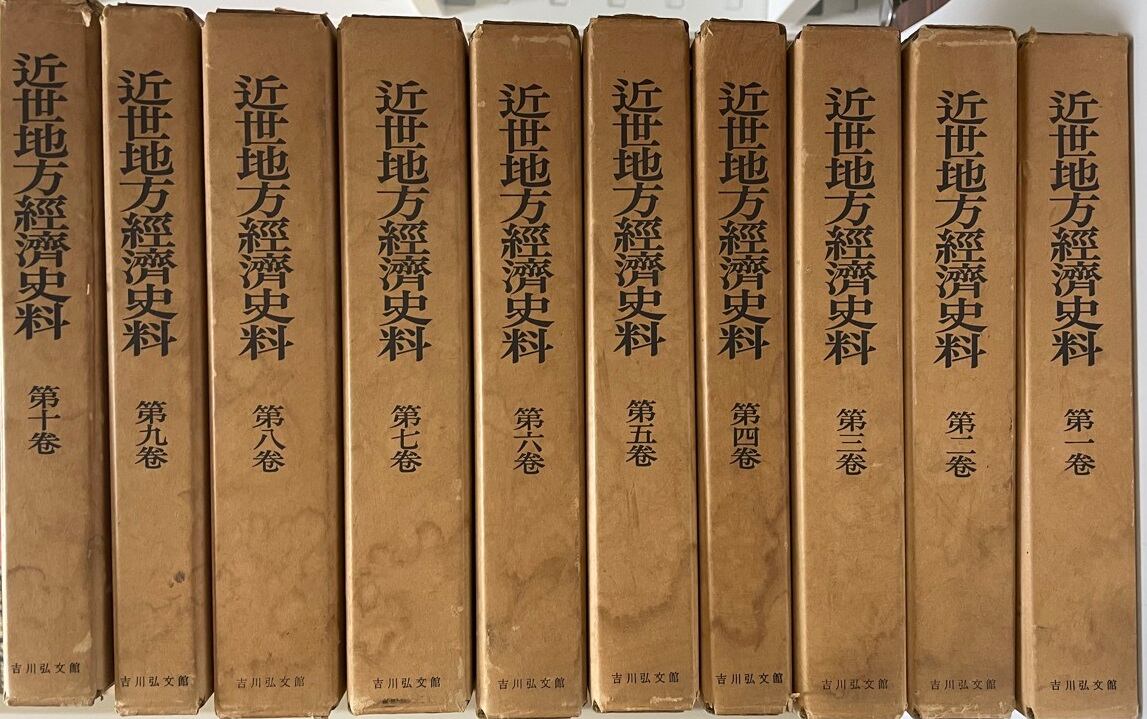 近世地方經濟史料
第一巻
吉川弘文館
近世地方經濟史料
第二巻
吉川弘文館
近世地方經濟史料
第三巻
吉川弘文館
近世地方經濟史料
第四巻
吉川弘文館
近世地方經濟史料
第五巻
吉川弘文館
近世地方經濟史料
第六巻
吉川弘文館
近世地方經濟史料
第七巻
吉川弘文館
近世地方經濟史料
第八巻
吉川弘文館
近世地方經濟史料
第九巻
吉川弘文館
近世地方經濟史料
第十巻
吉川弘文館